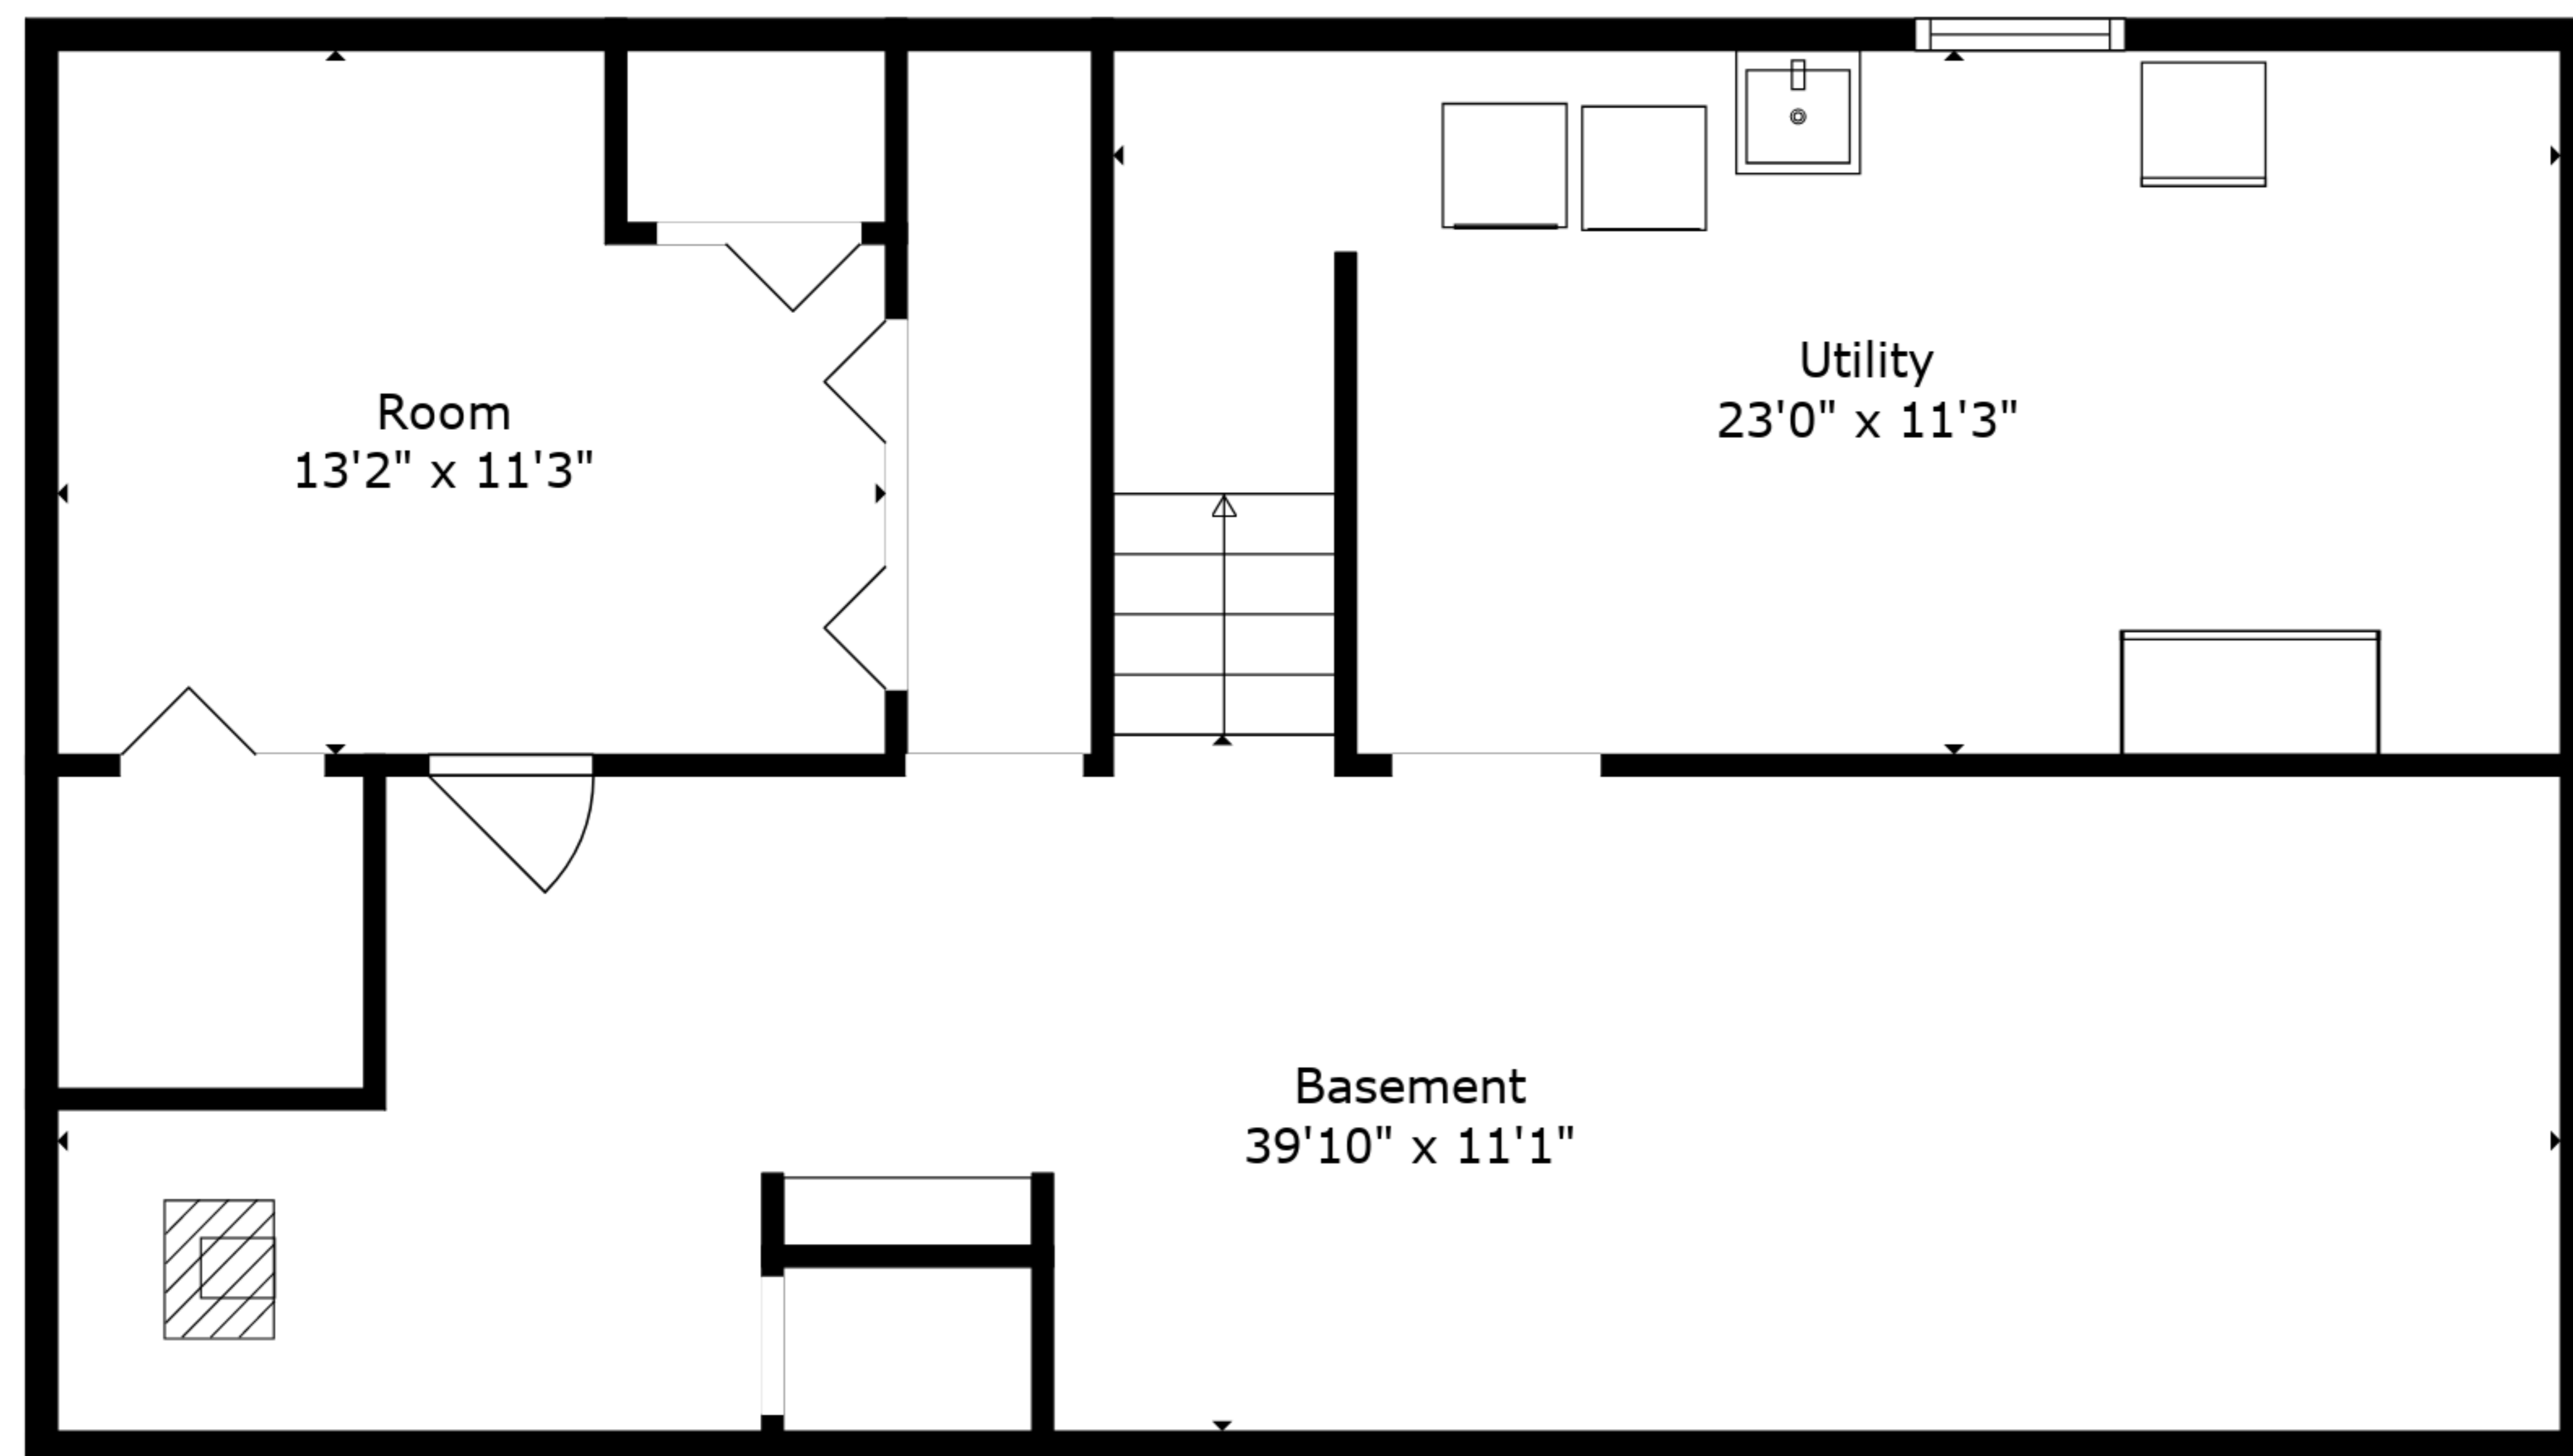 Room
13'2" x 11'3"
Utility
23'0" x 11'3"
Basement
39'10" x 11'1"